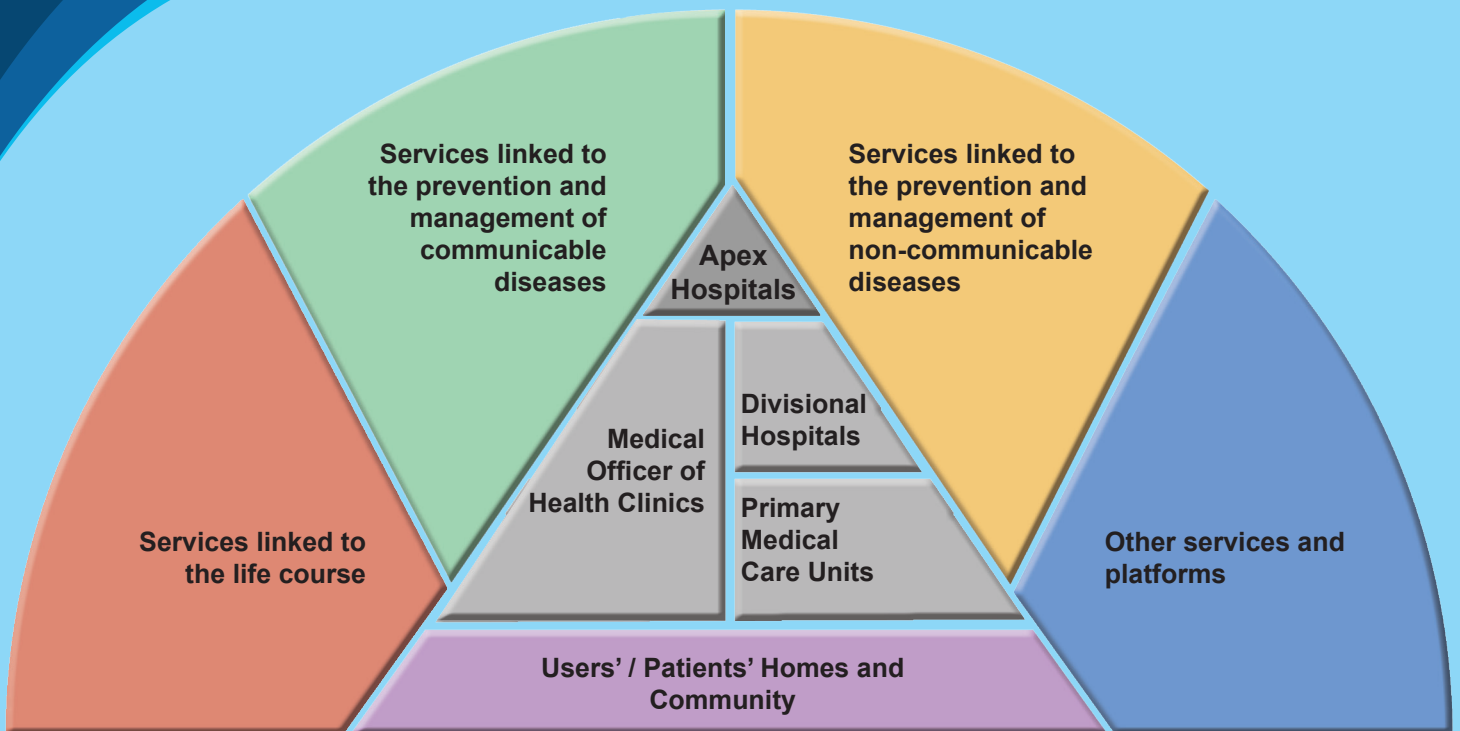 Services linked to
the prevention and
management of
communicable
diseases
Services linked to
the prevention and
management of
non-communicable
diseases
Apex
Hospitals
Medical
Officer of
Health Clinics
Divisional
Hospitals
Primary
Medical
Care Units
Services linked to
the life course
Other services and
platforms
Users’ / Patients’ Homes and
Community